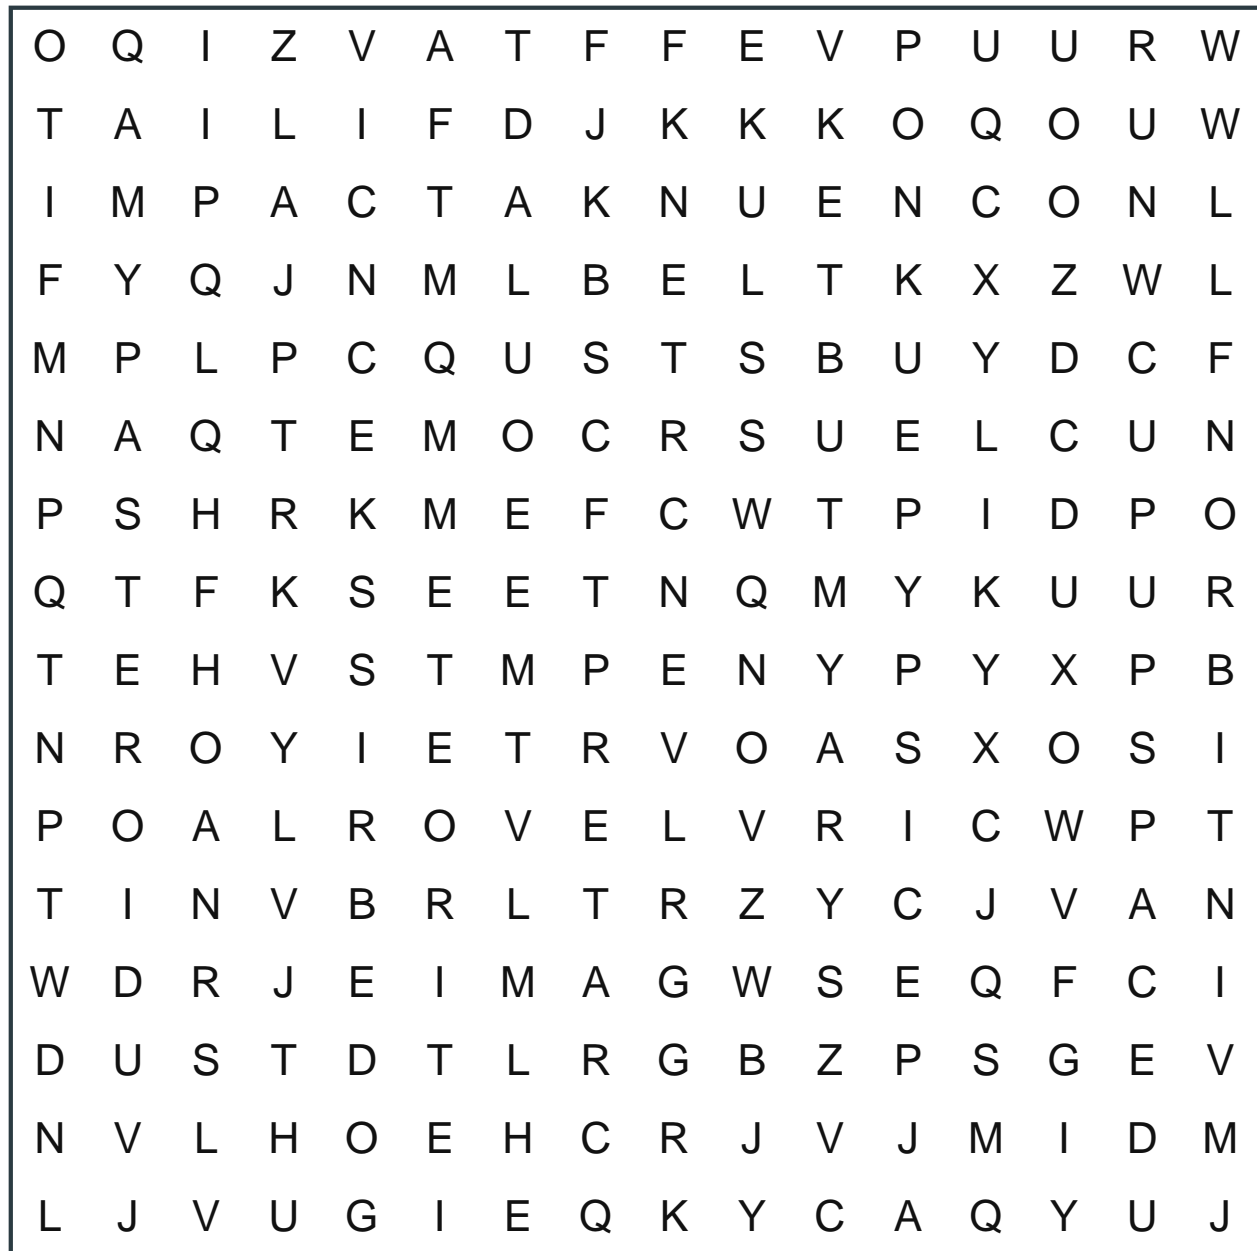 O Q I Z V A T F F E V P U U R W
T A I L I F D J K K K O Q O U W
I M P A C T A K N U E N C O N L
F Y Q J N M L B E L T K X Z W L
M P L P C Q U S T S B U Y D C F
N A Q T E M O C R S U E L C U N
P S H R K M E F C W T P I D P O
Q T F K S E E T N Q M Y K U U R
T E H V S T M P E N Y P Y X P B
N R O Y I E T R V O A S X O S I
P O A L R O V E L V R I C W P T
T I N V B R L T R Z Y C J V A N
W D R J E I M A G W S E Q F C I
D U S T D T L R G B Z P S G E V
N V L H O E H C R J V J M I D M
L J V U G I E Q K Y C A Q Y U J